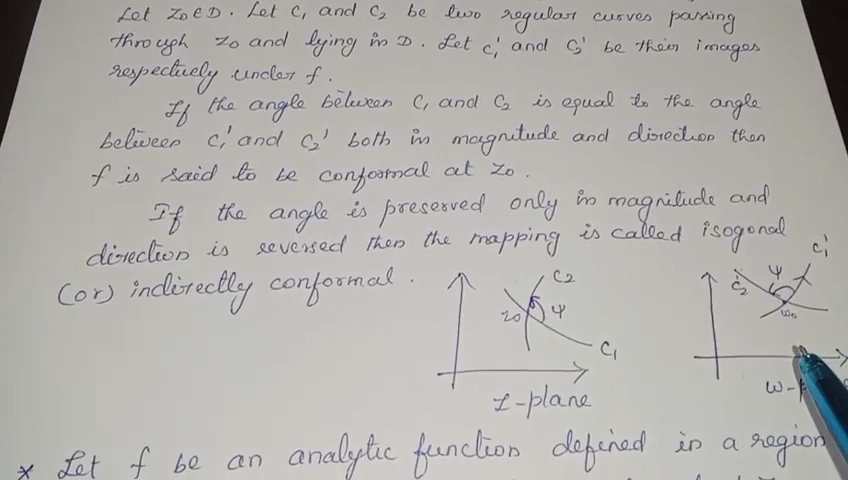 Let z₀ ∈ D. Let C₁ and C₂ be two regular curves passing
through z₀ and lying in D. Let C₁' and C₂' be their images
respectively under f.
If the angle between C₁ and C₂ is equal to the angle
between C₁' and C₂' both in magnitude and direction then
f is said to be conformal at z₀.
If the angle is preserved only in magnitude and
direction is reversed then the mapping is called isogonal
(or) indirectly conformal.
C₂
z₀ ψ
C₁
z-plane
C₁'
C₂' ψ
w₀
w-
* Let f be an analytic function defined in a region